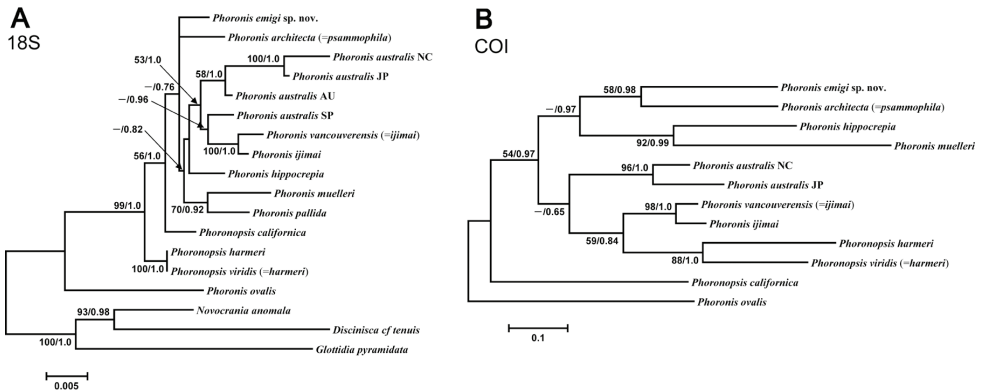 A
18S
Phoronis emigi sp. nov.
Phoronis architecta (=psammophila)
53/1.0
100/1.0
Phoronis australis NC
58/1.0
Phoronis australis JP
–/0.76
Phoronis australis AU
–/0.96
Phoronis australis SP
–/0.82
Phoronis vancouverensis (=ijimai)
100/1.0
Phoronis ijimai
56/1.0
Phoronis hippocrepia
Phoronis muelleri
99/1.0
70/0.92
Phoronis pallida
Phoronopsis californica
Phoronopsis harmeri
100/1.0
Phoronopsis viridis (=harmeri)
Phoronis ovalis
93/0.98
Novocrania anomala
Discinisca cf tenuis
100/1.0
Glottidia pyramidata
0.005
B
COI
58/0.98
Phoronis emigi sp. nov.
–/0.97
Phoronis architecta (=psammophila)
Phoronis hippocrepia
92/0.99
Phoronis muelleri
54/0.97
96/1.0
Phoronis australis NC
Phoronis australis JP
–/0.65
98/1.0
Phoronis vancouverensis (=ijimai)
Phoronis ijimai
59/0.84
Phoronopsis harmeri
88/1.0
Phoronopsis viridis (=harmeri)
Phoronopsis californica
Phoronis ovalis
0.1